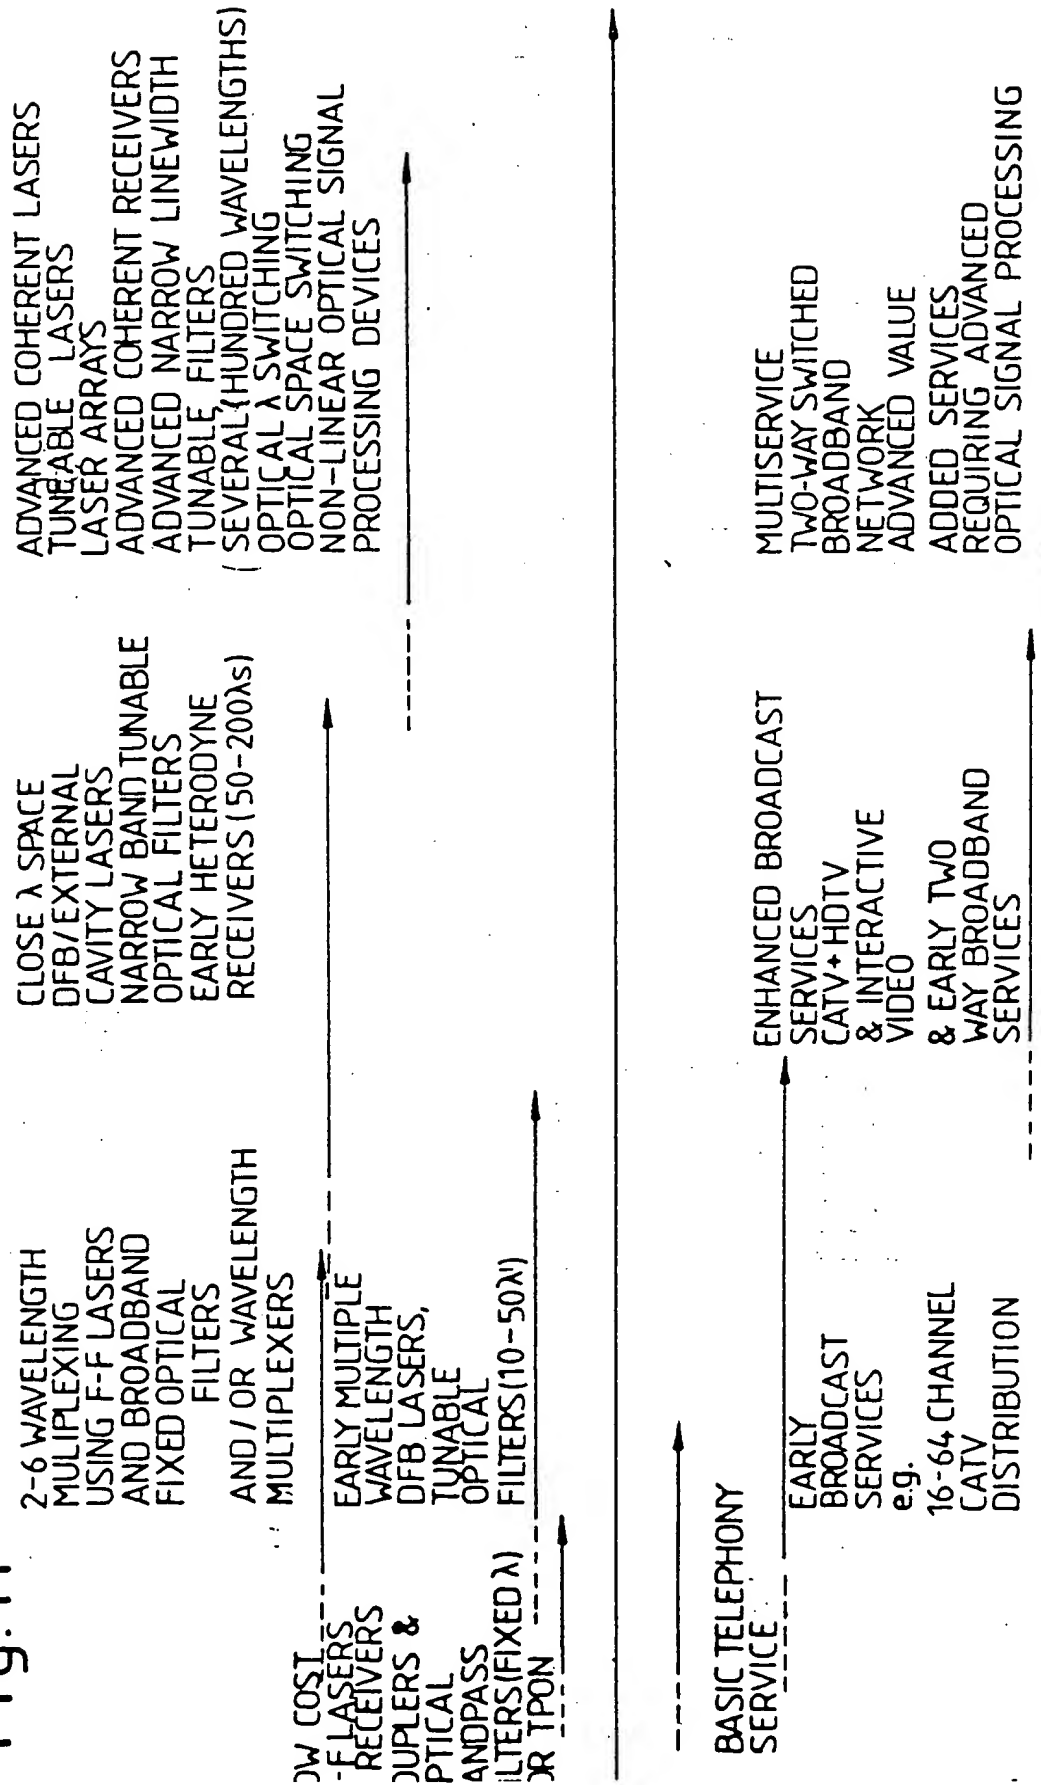 Fig.
2-6 WAVELENGTH
MULIPLEXING
USING F-F LASERS
AND BROADBAND
FIXED OPTICAL
FILTERS
AND/OR WAVELENGTH
MULTIPLEXERS
CLOSE λ SPACE
DFB/EXTERNAL
CAVITY LASERS
NARROW BAND TUNABLE
OPTICAL FILTERS
EARLY HETERODYNE
RECEIVERS (50-200λs)
ADVANCED COHERENT LASERS
TUNEABLE LASERS
LASER ARRAYS
ADVANCED COHERENT RECEIVERS
ADVANCED NARROW LINEWIDTH
TUNABLE FILTERS
(SEVERAL (HUNDRED WAVELENGTHS)
OPTICAL λ SWITCHING
OPTICAL SPACE SWITCHING
NON-LINEAR OPTICAL SIGNAL
PROCESSING DEVICES
OW COST
-F LASERS
RECEIVERS
OUPLERS &
PTICAL
ANDPASS
ILTERS(FIXED λ)
OR TPON
EARLY MULTIPLE
WAVELENGTH
DFB LASERS,
TUNABLE
OPTICAL
FILTERS(10-50λ')
BASIC TELEPHONY
SERVICE
EARLY
BROADCAST
SERVICES
e.g.
16-64 CHANNEL
CATV
DISTRIBUTION
ENHANCED BROADCAST
SERVICES
CATV+HDTV
& INTERACTIVE
VIDEO
& EARLY TWO
WAY BROADBAND
SERVICES
MULTISERVICE
TWO-WAY SWITCHED
BROADBAND
NETWORK
ADVANCED VALUE
ADDED SERVICES
REQUIRING ADVANCED
OPTICAL SIGNAL PROCESSING